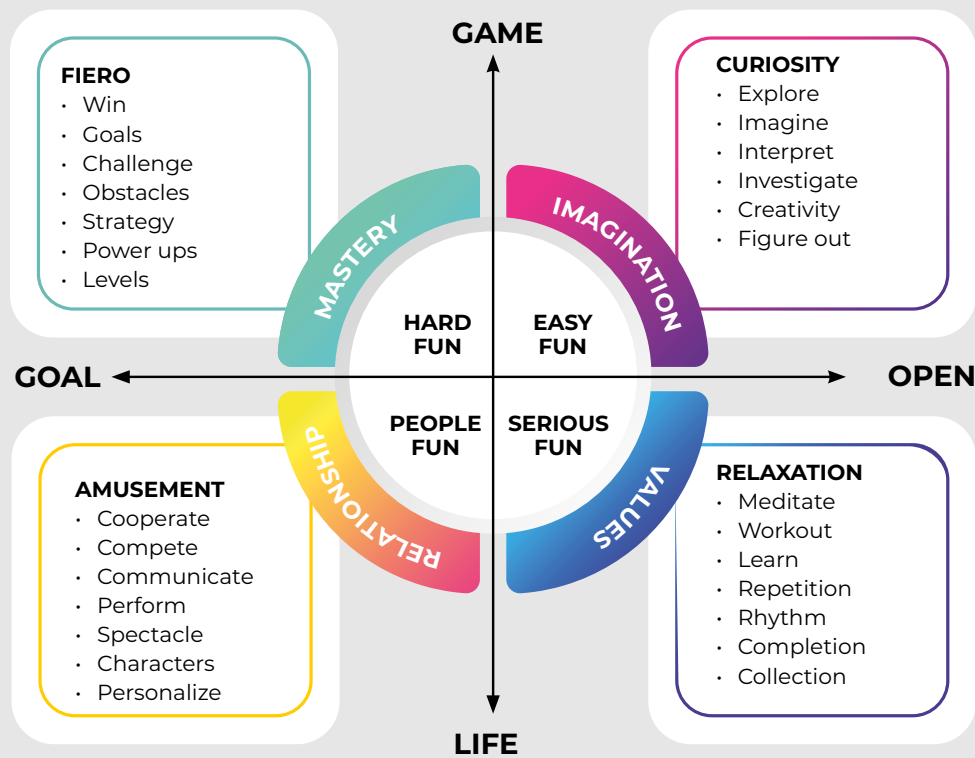 GAME
FIERO
• Win
• Goals
• Challenge
• Obstacles
• Strategy
• Power ups
• Levels
CURIOSITY
• Explore
• Imagine
• Interpret
• Investigate
• Creativity
• Figure out
MASTERY
IMAGINATION
HARD
FUN
EASY
FUN
GOAL
OPEN
PEOPLE
FUN
SERIOUS
FUN
RELATIONSHIP
VALUES
AMUSEMENT
• Cooperate
• Compete
• Communicate
• Perform
• Spectacle
• Characters
• Personalize
RELAXATION
• Meditate
• Workout
• Learn
• Repetition
• Rhythm
• Completion
• Collection
LIFE